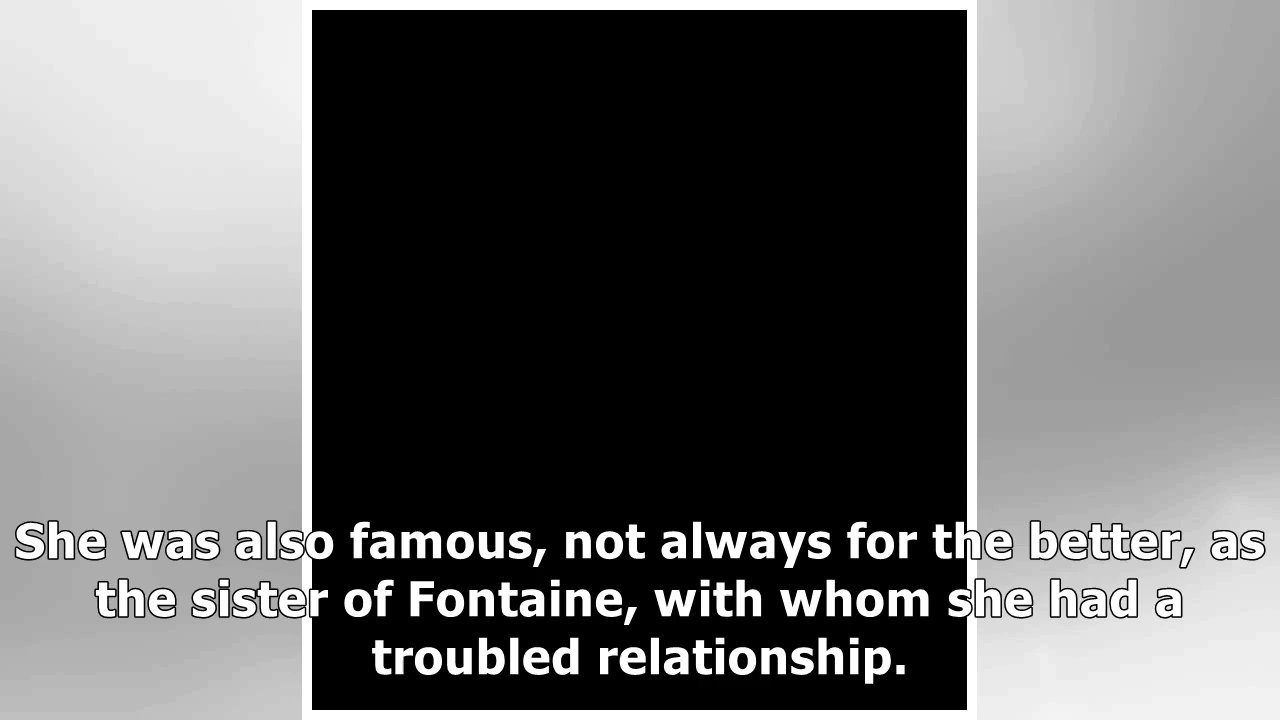 She was also famous, not always for the better, as
the sister of Fontaine, with whom she had a
troubled relationship.